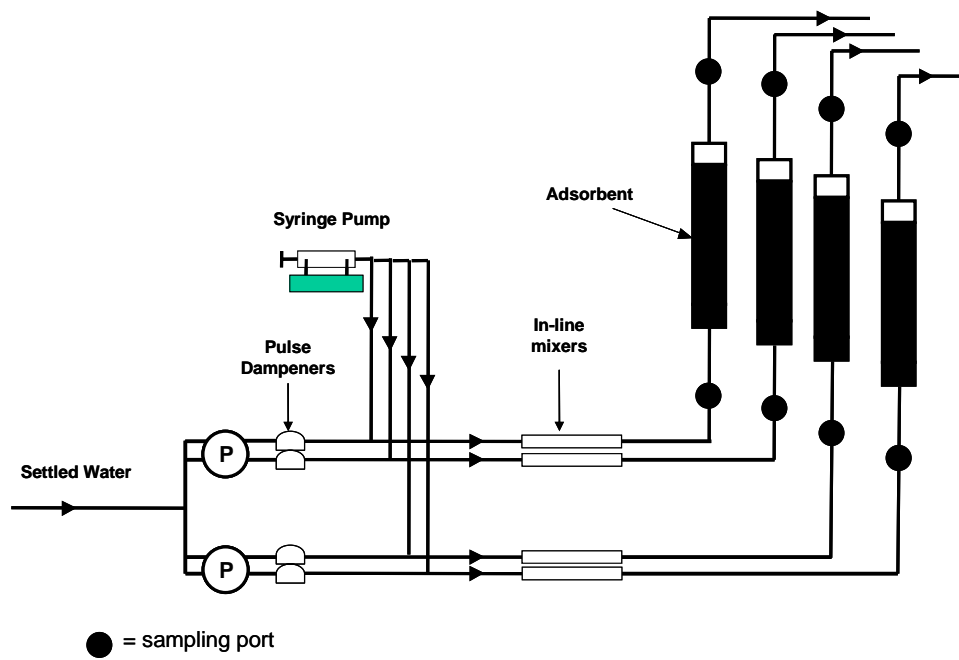 Adsorbent
Syringe Pump
In-line
mixers
Pulse
Dampeners
P
Settled Water
P
= sampling port